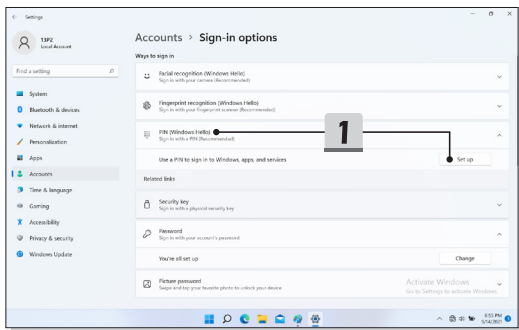 Settings
13P2
Local Account
Find a setting
System
Bluetooth & devices
Network & internet
Personalization
Apps
Accounts
Time & language
Gaming
Accessibility
Privacy & security
Windows Update
Accounts > Sign-in options
Ways to sign in
Facial recognition (Windows Hello)
Sign in with your camera (Recommended)
Fingerprint recognition (Windows Hello)
Sign in with your fingerprint scanner (Recommended)
PIN (Windows Hello)
Sign in with a PIN (Recommended)
1
Use a PIN to sign in to Windows, apps, and services
Set up
Related links
Security key
Sign in with a physical security key
Password
Sign in with your account's password
You're all set up
Change
Picture password
Swipe and tap your favorite photo to unlock your device
Activate Windows
Go to Settings to activate Windows.
6:55 PM
9/14/2021